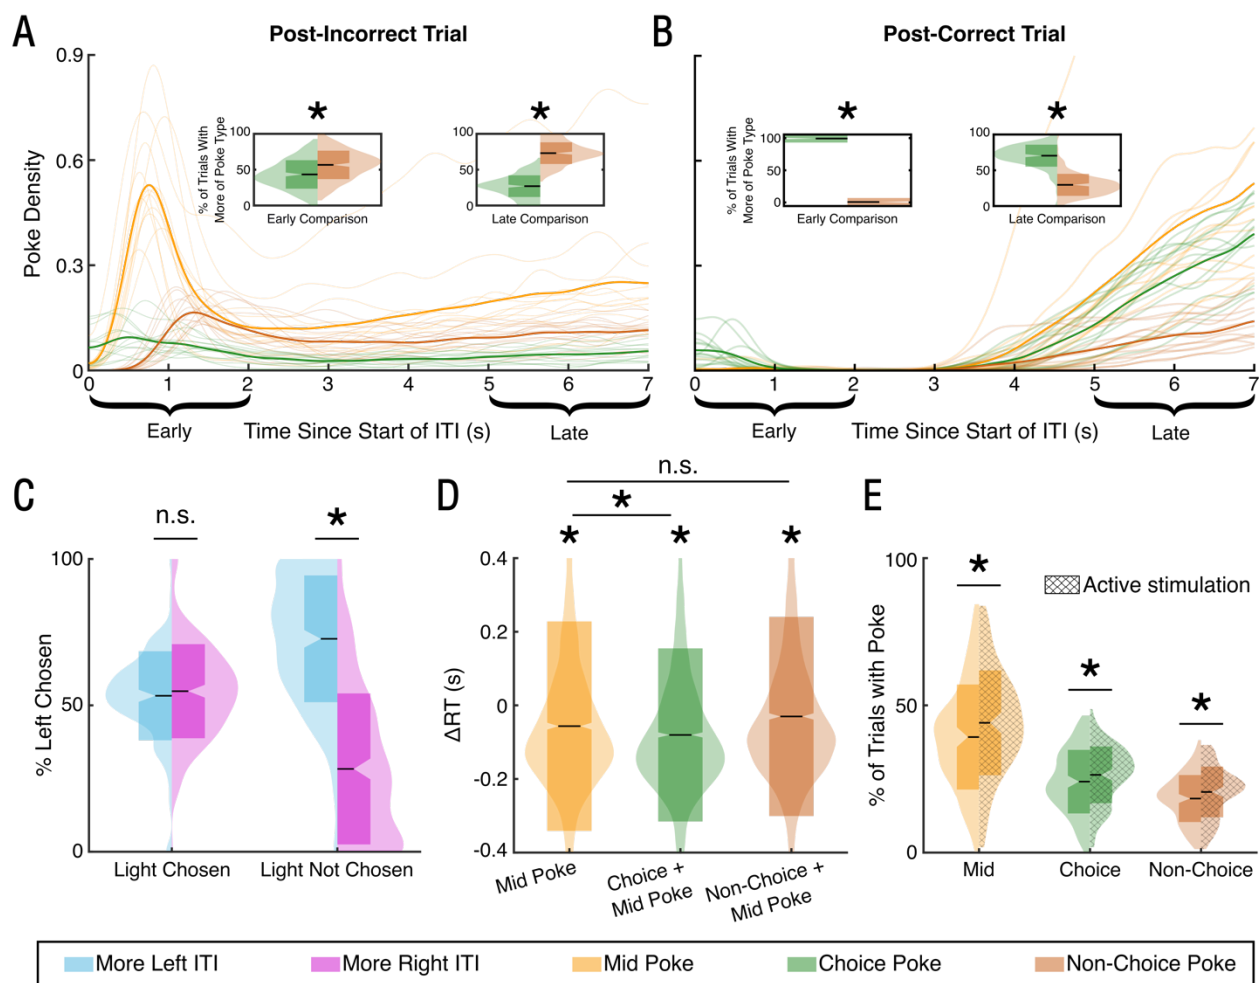 A
Post-Incorrect Trial
B
Post-Correct Trial
0.9
0.6
0.3
0
Poke Density
% of Trials With
More of Poke Type
100
50
0
Early Comparison
*
100
50
0
Late Comparison
*
% of Trials With
More of Poke Type
100
50
0
Early Comparison
*
100
50
0
Late Comparison
*
0 1 2 3 4 5 6 7
Early
Time Since Start of ITI (s)
Late
0 1 2 3 4 5 6 7
Early
Time Since Start of ITI (s)
Late
C
n.s.
*
100
50
0
% Left Chosen
Light Chosen
Light Not Chosen
D
n.s.
*
* * *
0.4
0.2
0
-0.2
-0.4
ΔRT (s)
Mid Poke
Choice +
Mid Poke
Non-Choice +
Mid Poke
E
100
50
0
% of Trials with Poke
*
*
*
Active stimulation
Mid
Choice
Non-Choice
More Left ITI
More Right ITI
Mid Poke
Choice Poke
Non-Choice Poke